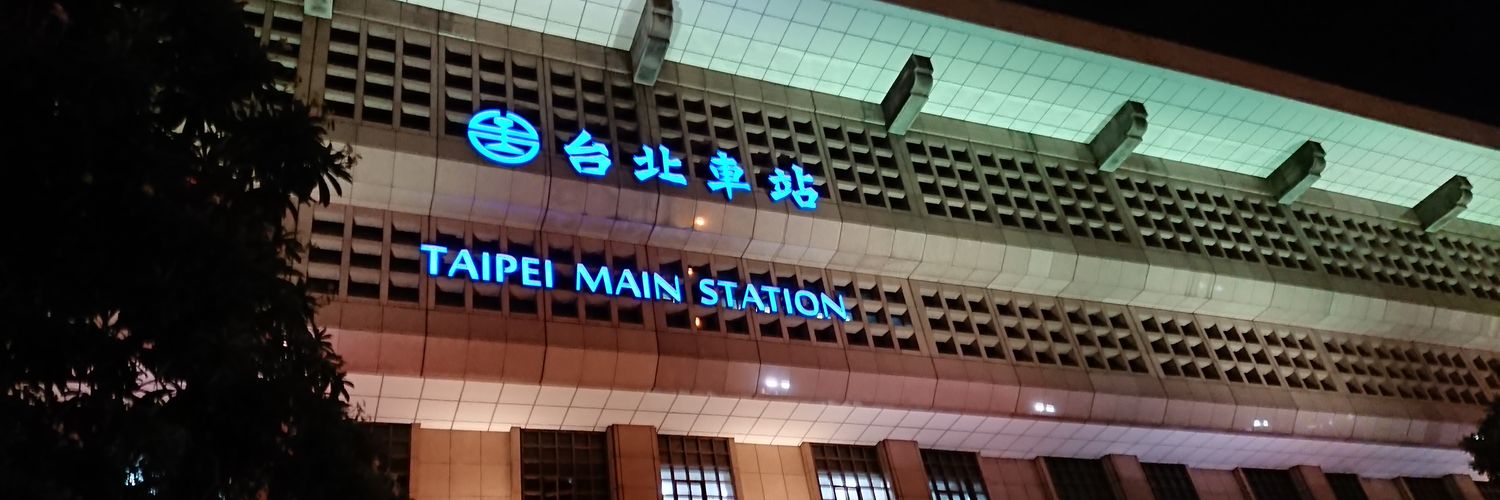 台北車站
TAIPEI MAIN STATION